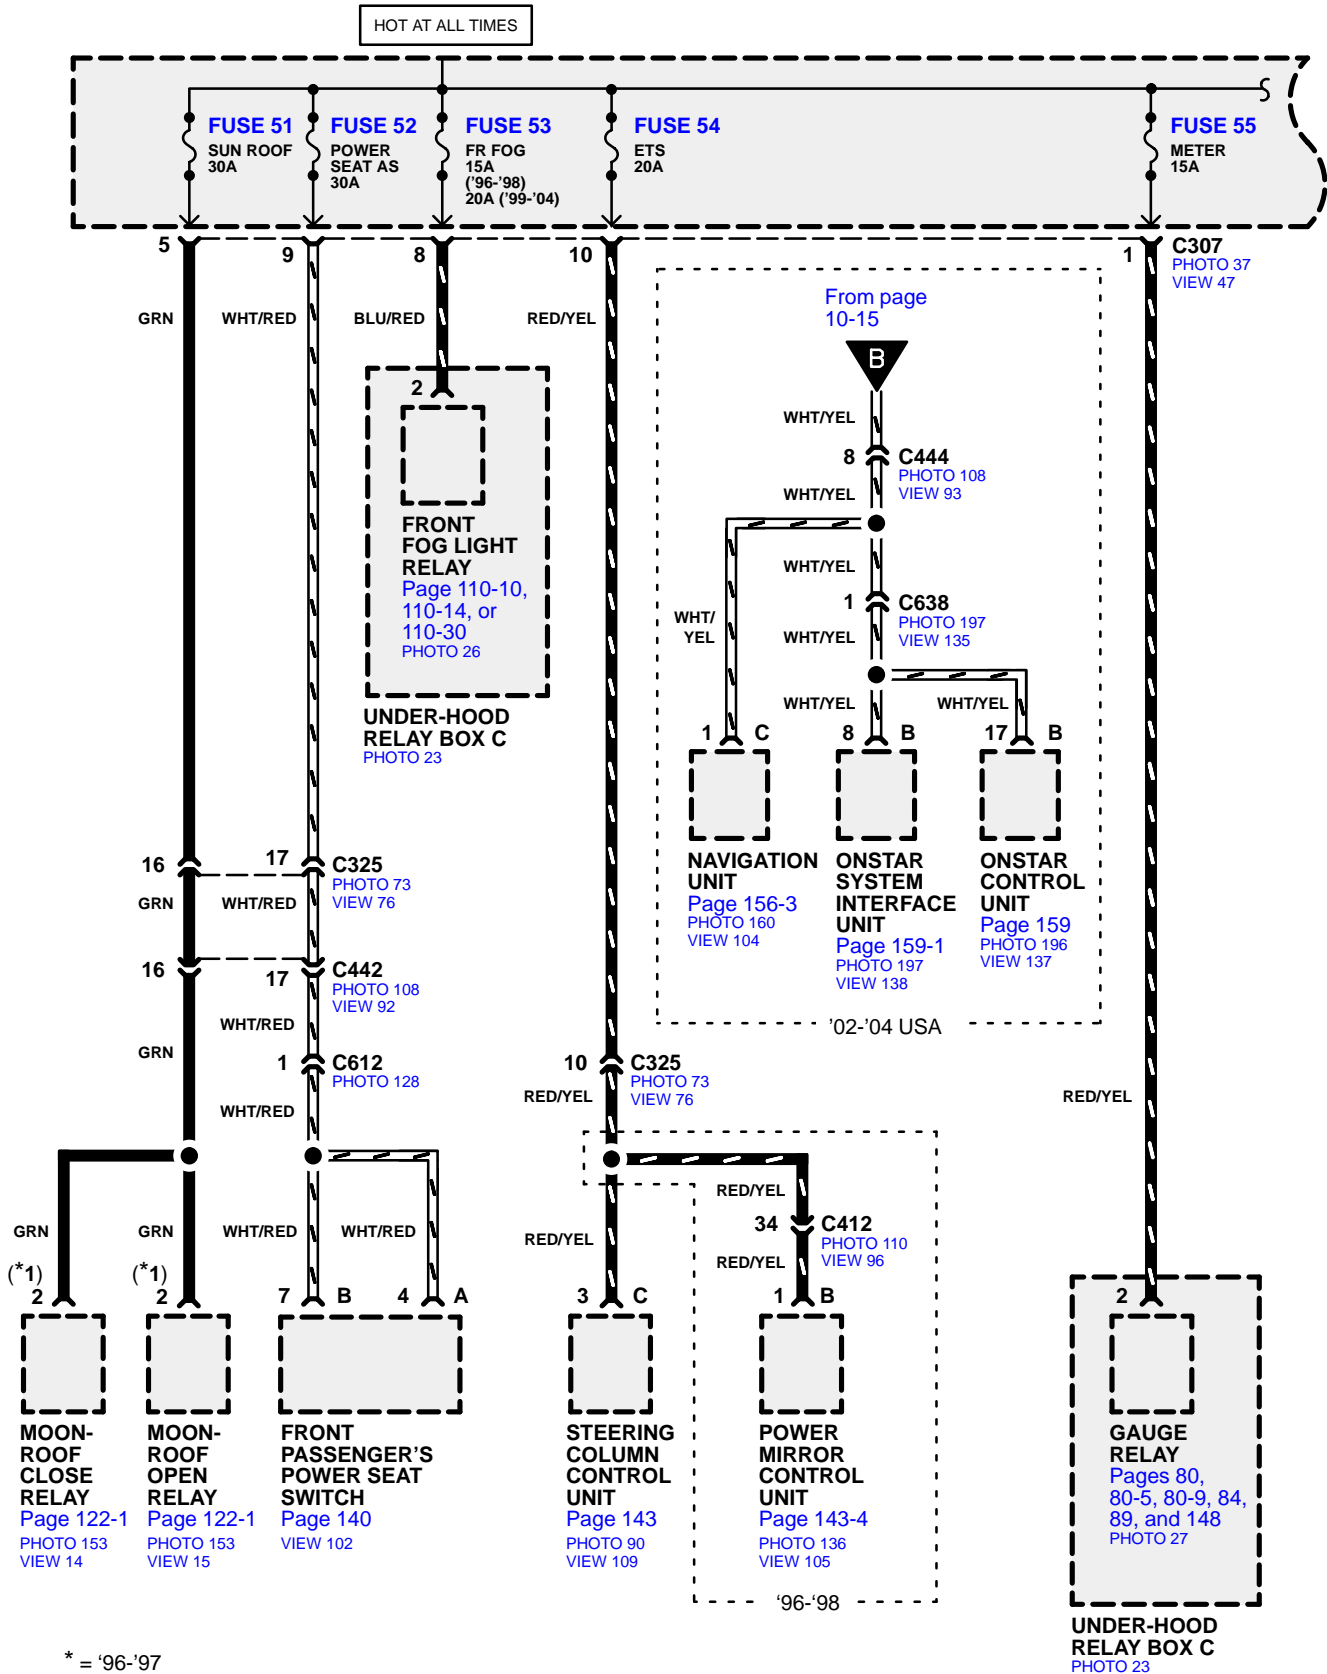 HOT AT ALL TIMES
FUSE 51
SUN ROOF
30A
FUSE 52
POWER
SEAT AS
30A
FUSE 53
FR FOG
15A
('96-'98)
20A ('99-'04)
FUSE 54
ETS
20A
FUSE 55
METER
15A
5
9
8
10
1
C307
PHOTO 37
VIEW 47
GRN
WHT/RED
BLU/RED
RED/YEL
From page
10-15
B
2
WHT/YEL
8
C444
PHOTO 108
VIEW 93
WHT/YEL
FRONT
FOG LIGHT
RELAY
Page 110-10,
110-14, or
110-30
PHOTO 26
UNDER-HOOD
RELAY BOX C
PHOTO 23
WHT/YEL
1
C638
PHOTO 197
VIEW 135
WHT/
YEL
WHT/YEL
WHT/YEL
WHT/YEL
1
C
8
B
17
B
NAVIGATION
UNIT
Page 156-3
PHOTO 160
VIEW 104
ONSTAR
SYSTEM
INTERFACE
UNIT
Page 159-1
PHOTO 197
VIEW 138
ONSTAR
CONTROL
UNIT
Page 159
PHOTO 196
VIEW 137
'02-'04 USA
16
17
C325
PHOTO 73
VIEW 76
GRN
WHT/RED
16
17
C442
PHOTO 108
VIEW 92
WHT/RED
GRN
1
C612
PHOTO 128
WHT/RED
10
C325
PHOTO 73
VIEW 76
RED/YEL
RED/YEL
GRN
GRN
WHT/RED
WHT/RED
RED/YEL
RED/YEL
34
C412
PHOTO 110
VIEW 96
RED/YEL
(*1)
2
(*1)
2
7
B
4
A
3
C
1
B
2
MOON-
ROOF
CLOSE
RELAY
Page 122-1
PHOTO 153
VIEW 14
MOON-
ROOF
OPEN
RELAY
Page 122-1
PHOTO 153
VIEW 15
FRONT
PASSENGER'S
POWER SEAT
SWITCH
Page 140
VIEW 102
STEERING
COLUMN
CONTROL
UNIT
Page 143
PHOTO 90
VIEW 109
POWER
MIRROR
CONTROL
UNIT
Page 143-4
PHOTO 136
VIEW 105
GAUGE
RELAY
Pages 80,
80-5, 80-9, 84,
89, and 148
PHOTO 27
'96-'98
UNDER-HOOD
RELAY BOX C
PHOTO 23
* = '96-'97